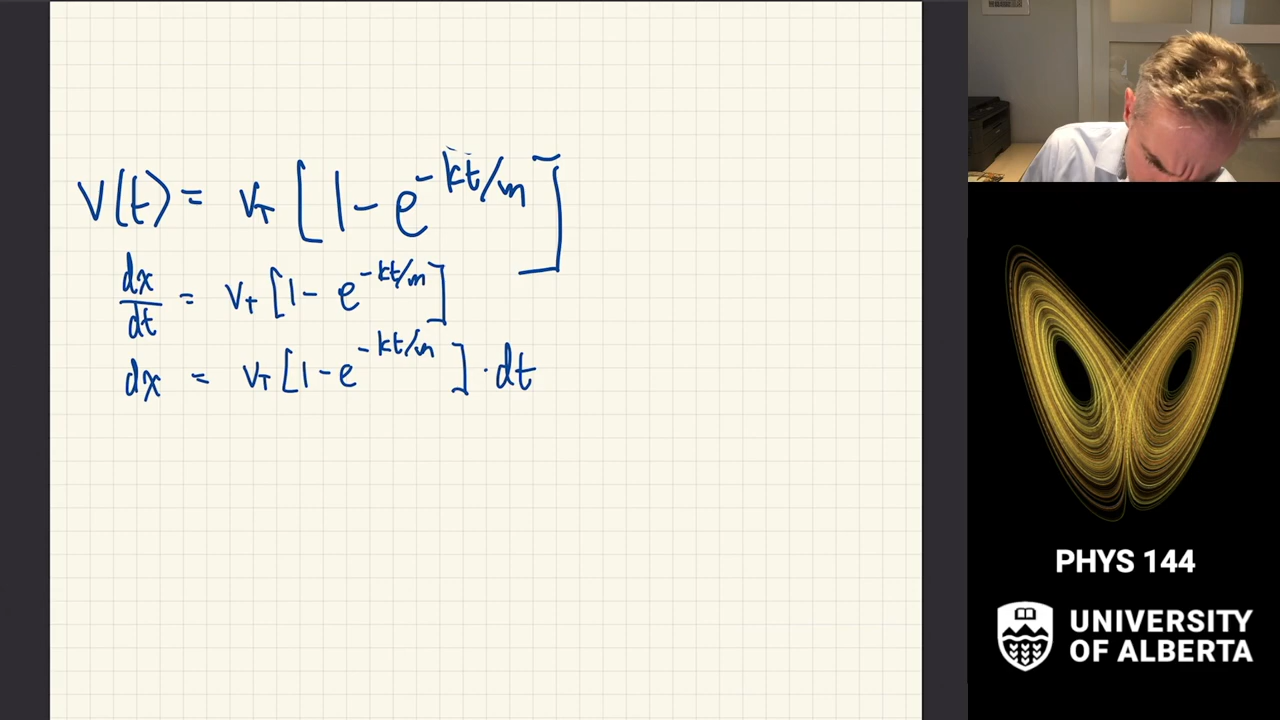 v(t) = v_T [1 - e^{-kt/m}]
dx/dt = v_T [1 - e^{-kt/m}]
dx = v_T [1 - e^{-kt/m}] · dt
PHYS 144
UNIVERSITY
OF ALBERTA